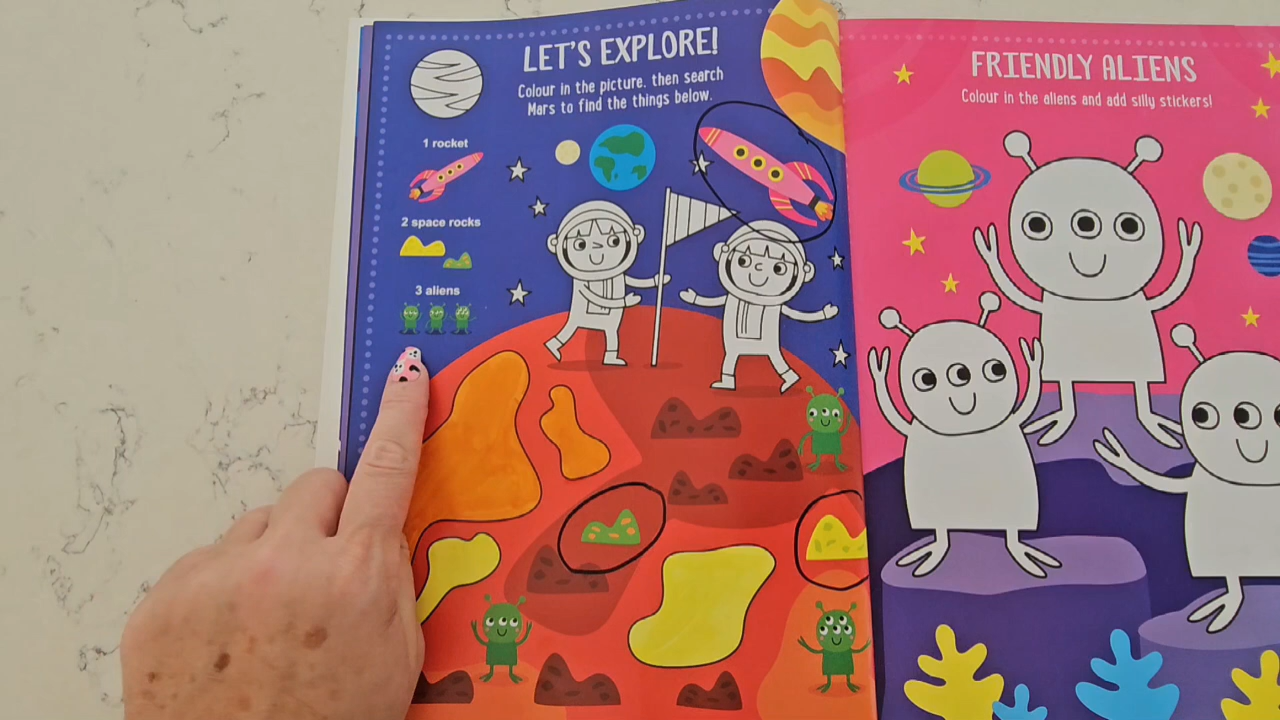 LET'S EXPLORE!
Colour in the picture, then search
Mars to find the things below.
1 rocket
2 space rocks
3 aliens
FRIENDLY ALIENS
Colour in the aliens and add silly stickers!